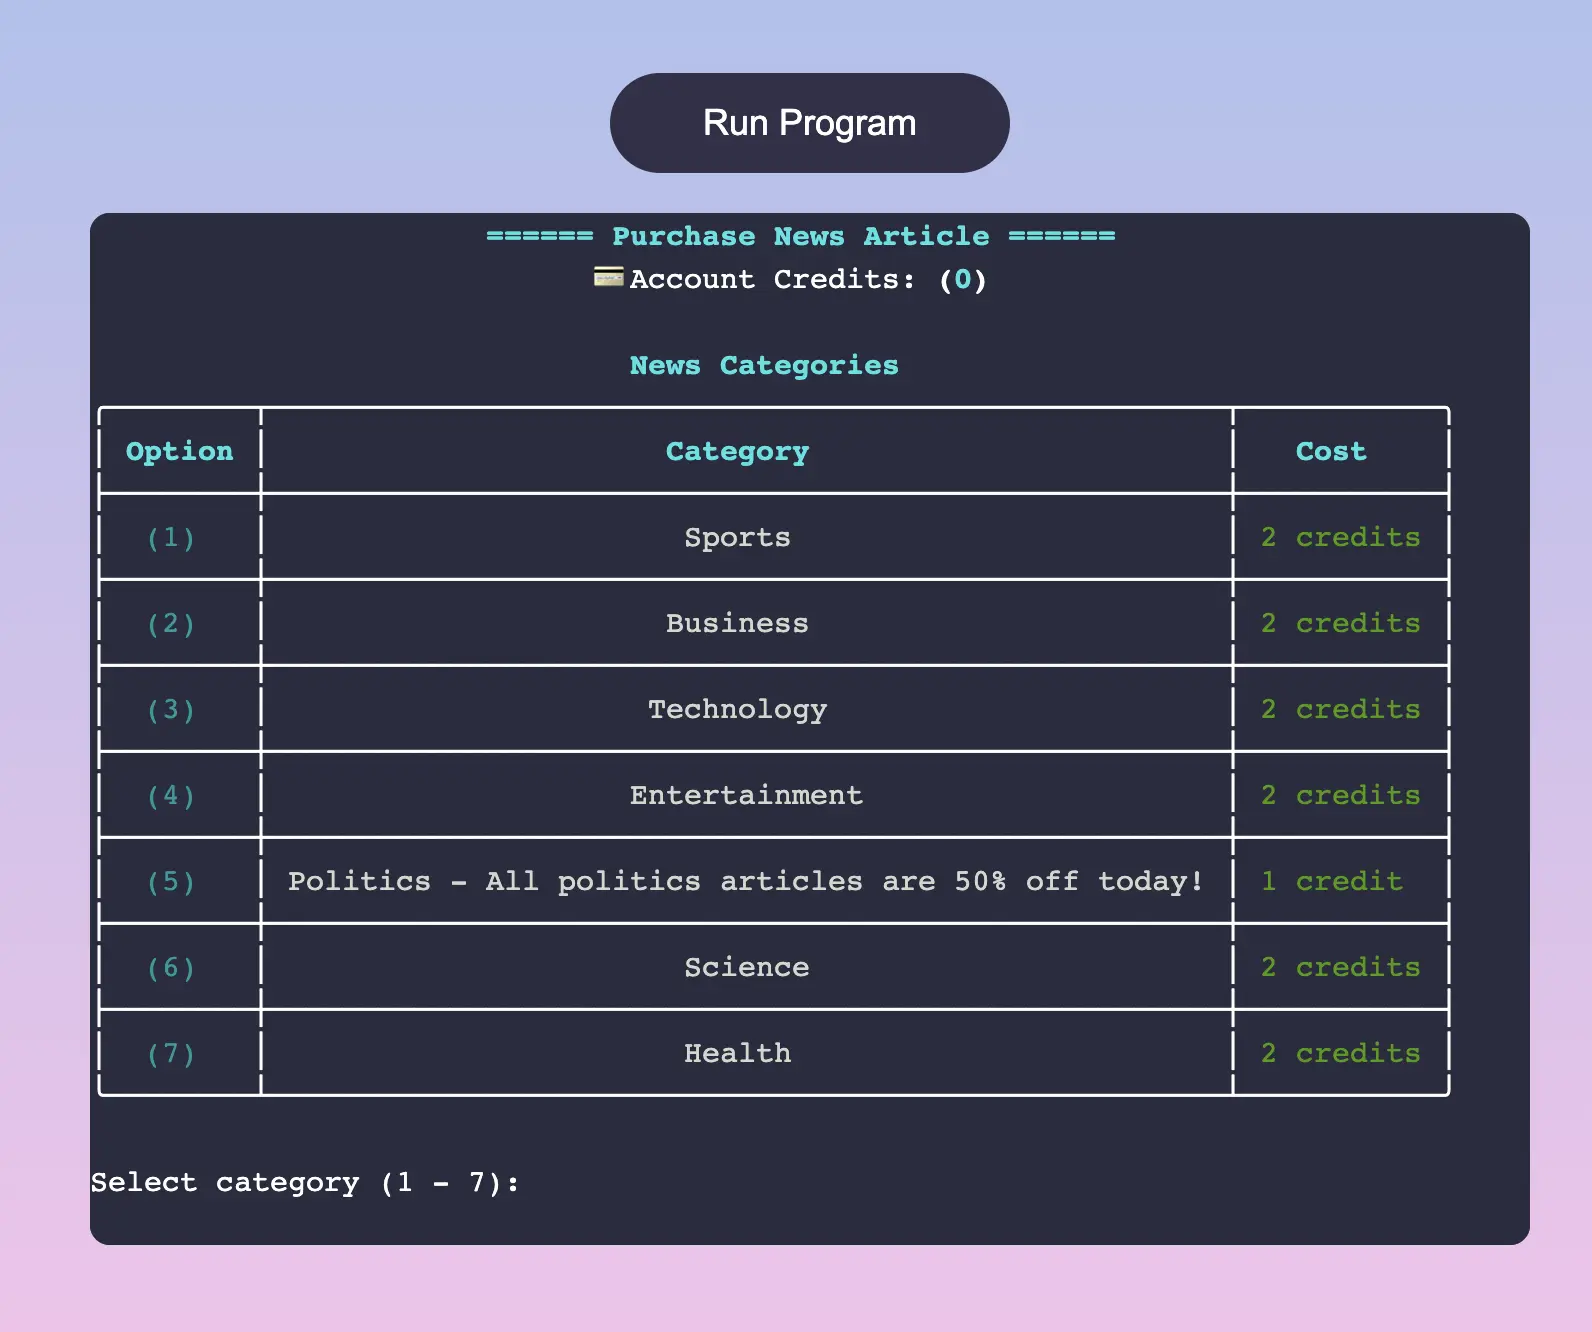 Run Program
====== Purchase News Article ======
Account Credits: (0)
News Categories
Option Category Cost
(1) Sports 2 credits
(2) Business 2 credits
(3) Technology 2 credits
(4) Entertainment 2 credits
(5) Politics - All politics articles are 50% off today! 1 credit
(6) Science 2 credits
(7) Health 2 credits
Select category (1 - 7):